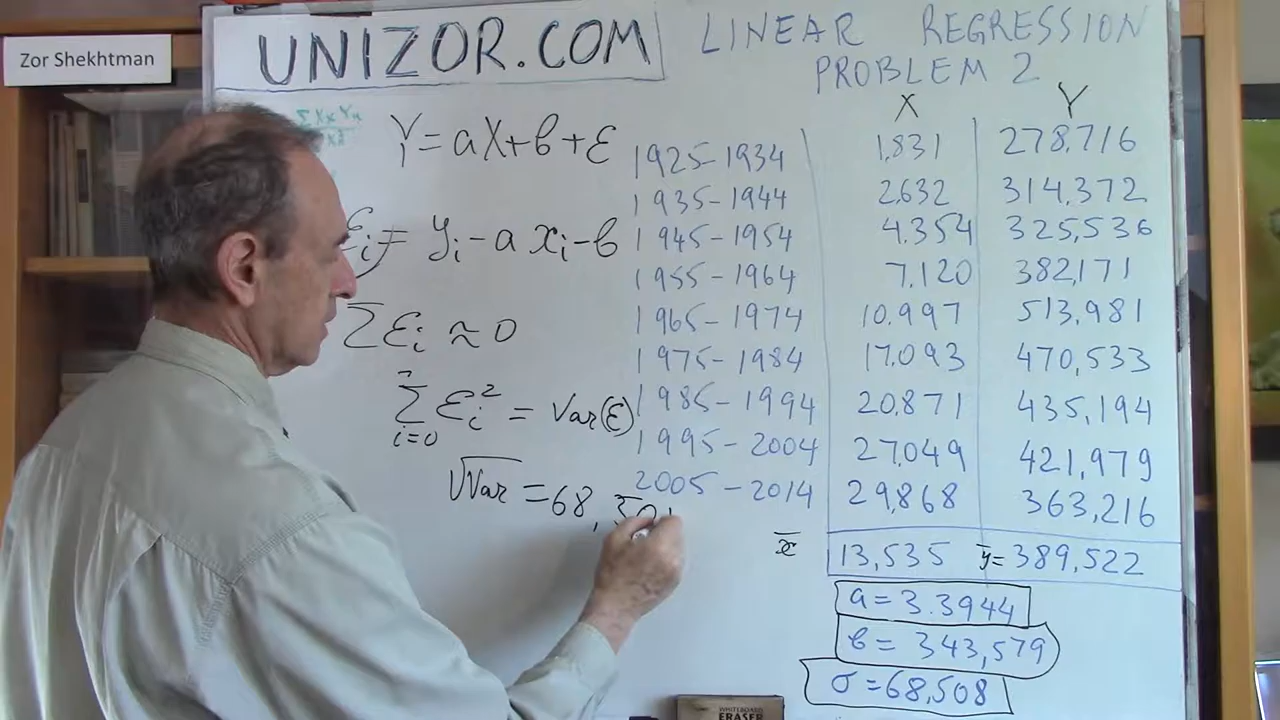 Zor Shekhtman
UNIZOR.COM
LINEAR REGRESSION
PROBLEM 2
Y=aX+b+ε
εi= yi-a xi-b
Σεi≈0
n
Σ εi² = Var(ε)
i=0
√Var =68,50
X Y
1925-1934 1,831 278,716
1935-1944 2,632 314,372
1945-1954 4.354 325,536
1955-1964 7,120 382,171
1965-1974 10.997 513,981
1975-1984 17.093 470,533
1985-1994 20,871 435,194
1995-2004 27,049 421,979
2005-2014 29,868 363,216
x̄ 13,535 ȳ=389,522
a=3.3944
b=343,579
σ=68,508
WHITEBOARD
ERASER